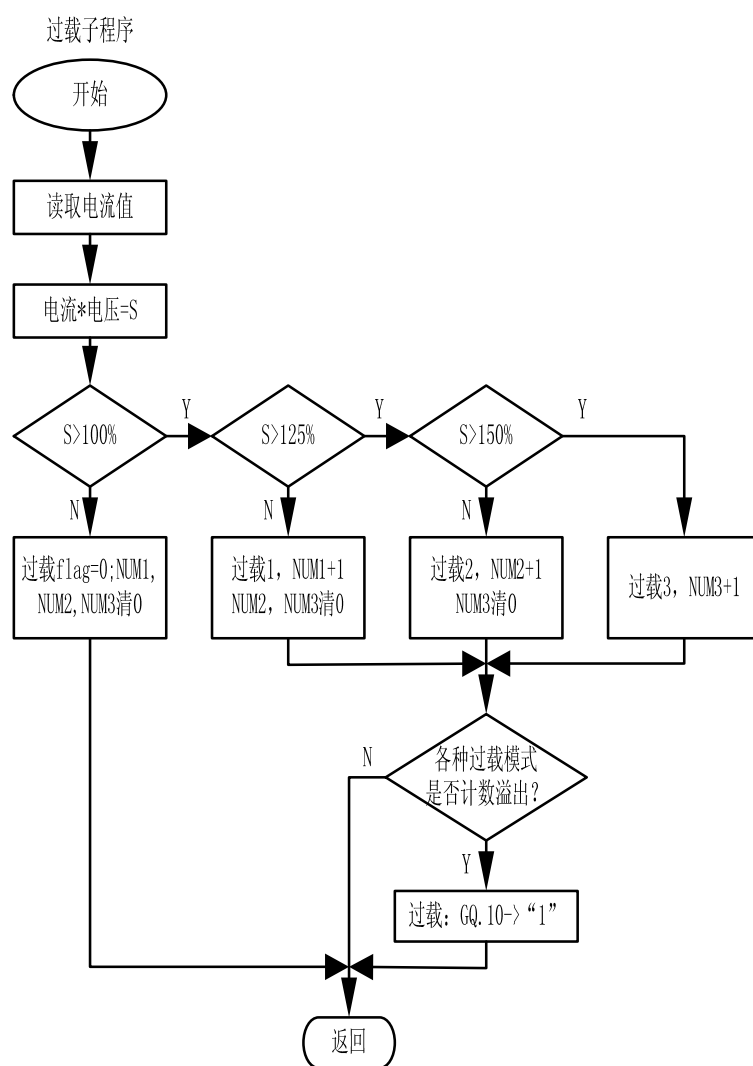 过载子程序
开始
读取电流值
电流*电压=S
S>100%
Y
S>125%
Y
S>150%
Y
N
N
N
过载flag=0;NUM1,
NUM2,NUM3清0
过载1，NUM1+1
NUM2，NUM3清0
过载2，NUM2+1
NUM3清0
过载3，NUM3+1
N
各种过载模式
是否计数溢出?
Y
过载：GQ.10->“1”
返回